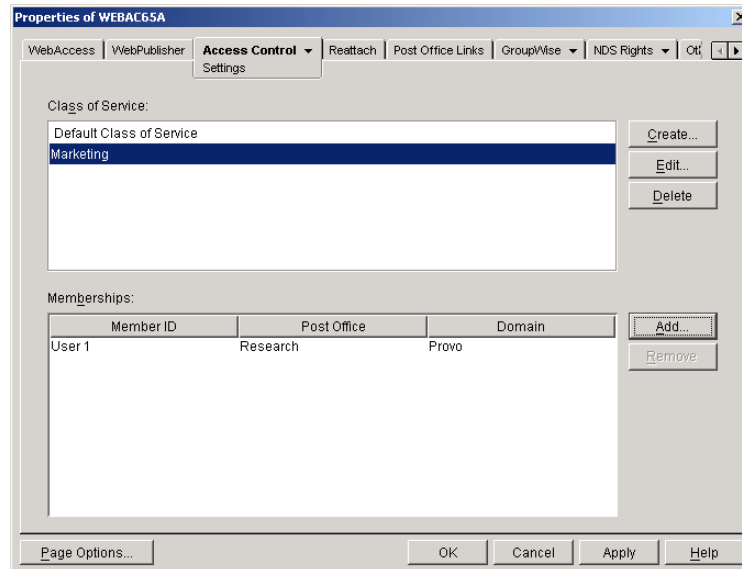 Properties of WEBAC65A
WebAccess WebPublisher Access Control Reattach Post Office Links GroupWise NDS Rights
Settings
Class of Service:
Default Class of Service
Marketing
Create...
Edit...
Delete
Memberships:
Member ID Post Office Domain
User 1 Research Provo
Add...
Remove
Page Options... OK Cancel Apply Help